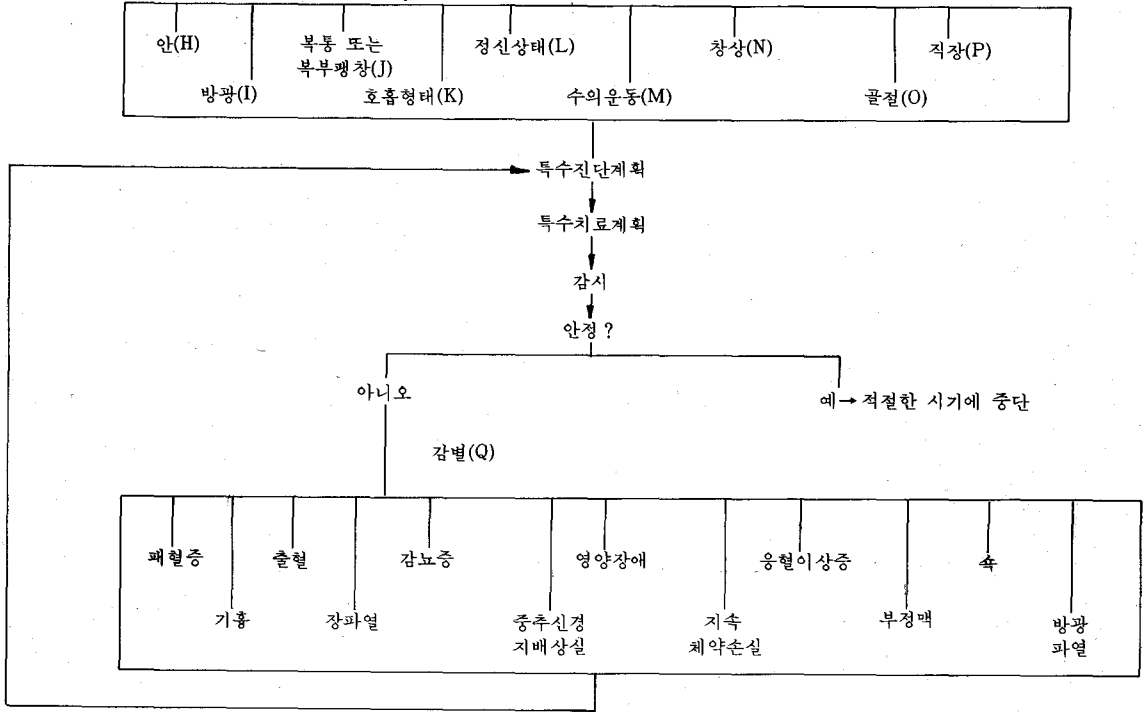 안(H)
복통 또는
복부팽창(J)
정신상태(L)
창상(N)
직장(P)
방광(I)
호흡형태(K)
수의운동(M)
골절(O)
특수진단계획
특수치료계획
감시
안정?
아니오
예→적절한 시기에 중단
감별(Q)
패혈증
출혈
감뇨증
영양장애
응혈이상증
쇽
기흉
장파열
중추신경
지배상실
지속
체약손실
부정맥
방광
파열